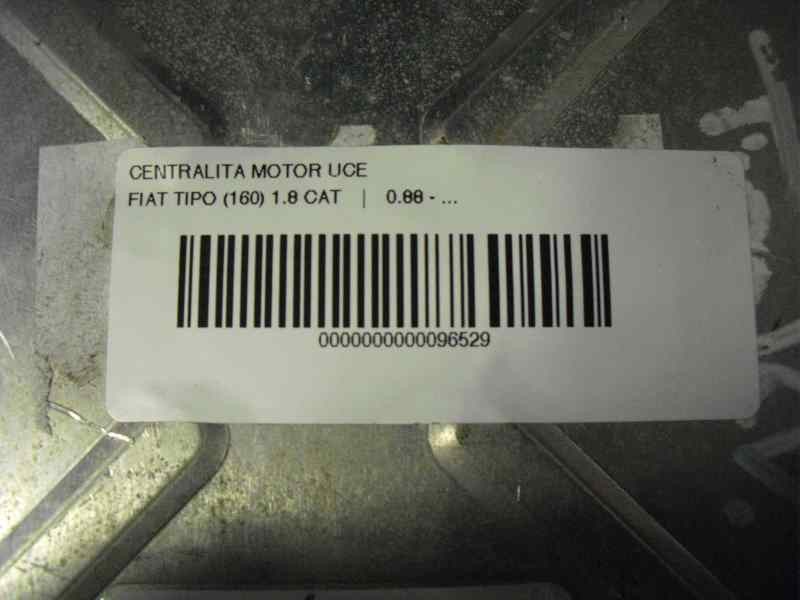 CENTRALITA MOTOR UCE
FIAT TIPO (160) 1.8 CAT | 0.88 - ...
0000000000096529